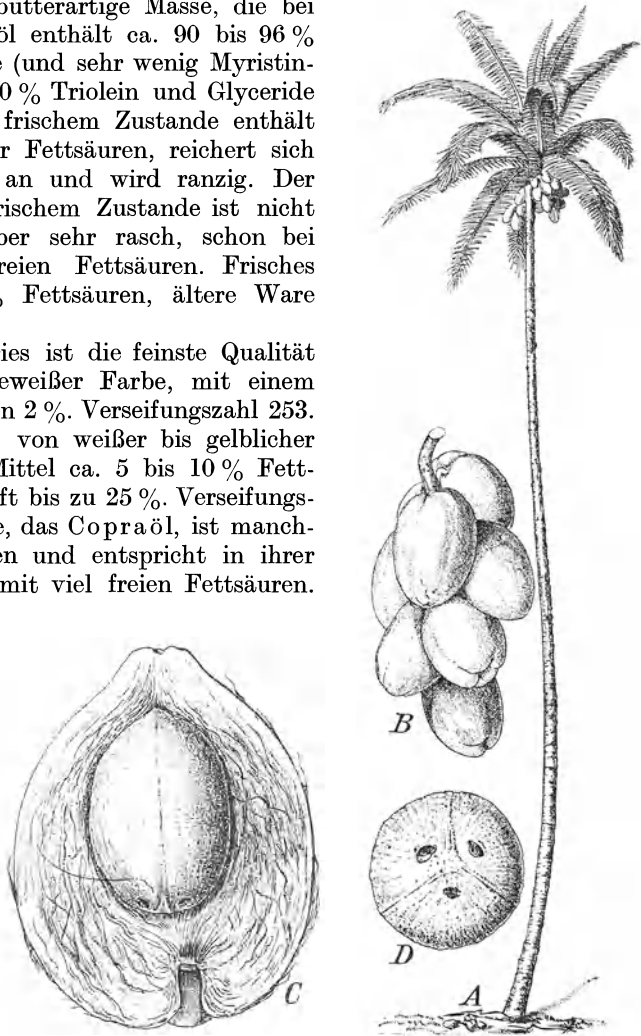 butterartige Masse, die bei
öl enthält ca. 90 bis 96 %
e (und sehr wenig Myristin-
0 % Triolein und Glyceride
frischem Zustande enthält
r Fettsäuren, reichert sich
an und wird ranzig. Der
rischem Zustande ist nicht
ber sehr rasch, schon bei
reien Fettsäuren. Frisches
% Fettsäuren, ältere Ware
ies ist die feinste Qualität
eweißer Farbe, mit einem
n 2 %. Verseifungszahl 253.
von weißer bis gelblicher
Mittel ca. 5 bis 10 % Fett-
ft bis zu 25 %. Verseifungs-
e, das Copraöl, ist manch-
en und entspricht in ihrer
mit viel freien Fettsäuren.
B
D
C
A